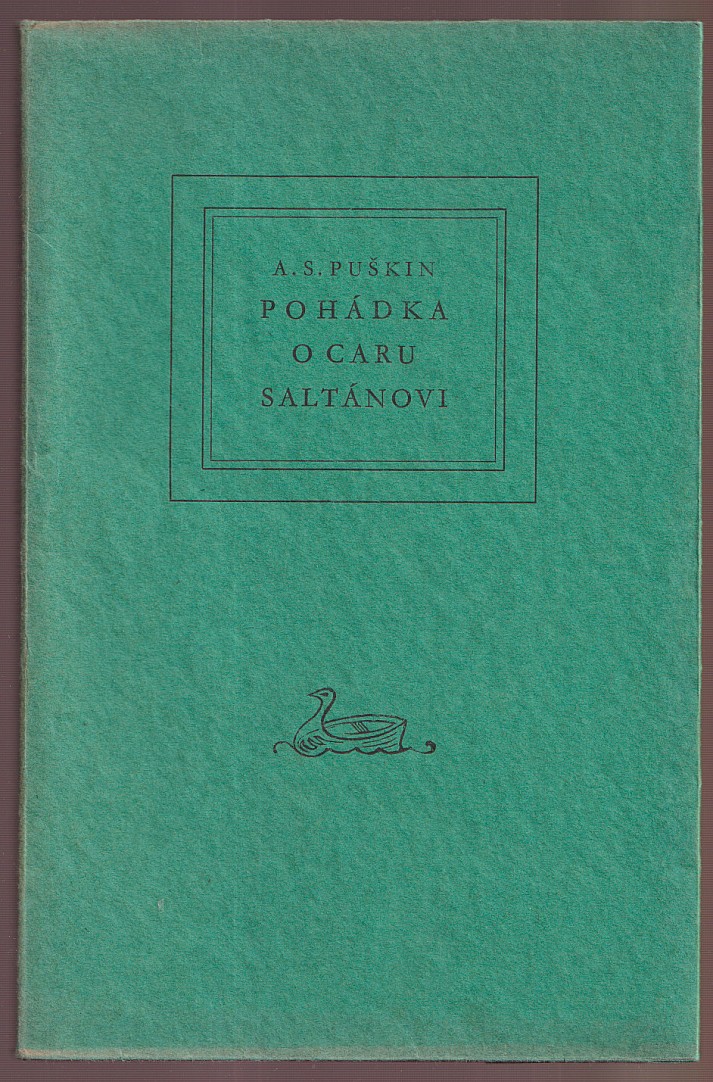 A. S. PUŠKIN
POHÁDKA
O CARU
SALTÁNOVI